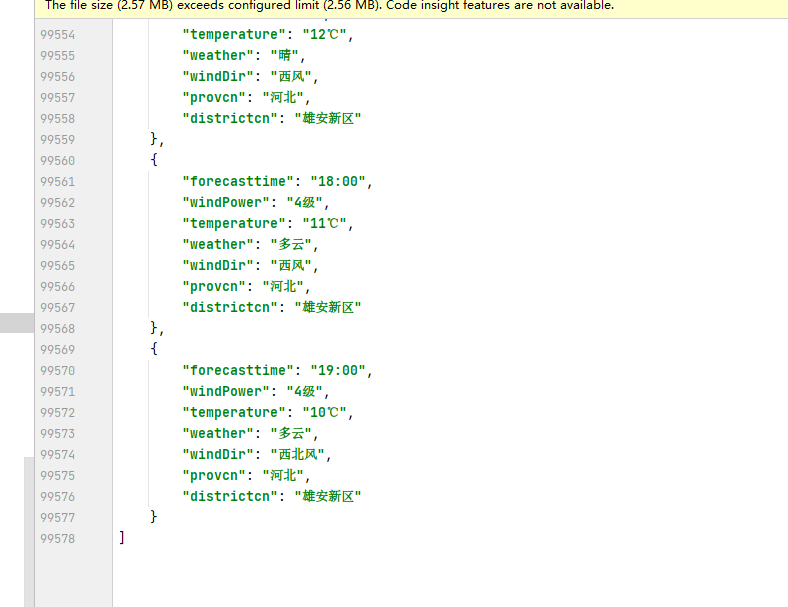 The file size (2.57 MB) exceeds configured limit (2.56 MB). Code insight features are not available.
99554 "temperature": "12℃",
99555 "weather": "晴",
99556 "windDir": "西风",
99557 "provcn": "河北",
99558 "districtcn": "雄安新区"
99559 },
99560 {
99561 "forecasttime": "18:00",
99562 "windPower": "4级",
99563 "temperature": "11℃",
99564 "weather": "多云",
99565 "windDir": "西风",
99566 "provcn": "河北",
99567 "districtcn": "雄安新区"
99568 },
99569 {
99570 "forecasttime": "19:00",
99571 "windPower": "4级",
99572 "temperature": "10℃",
99573 "weather": "多云",
99574 "windDir": "西北风",
99575 "provcn": "河北",
99576 "districtcn": "雄安新区"
99577 }
99578 ]